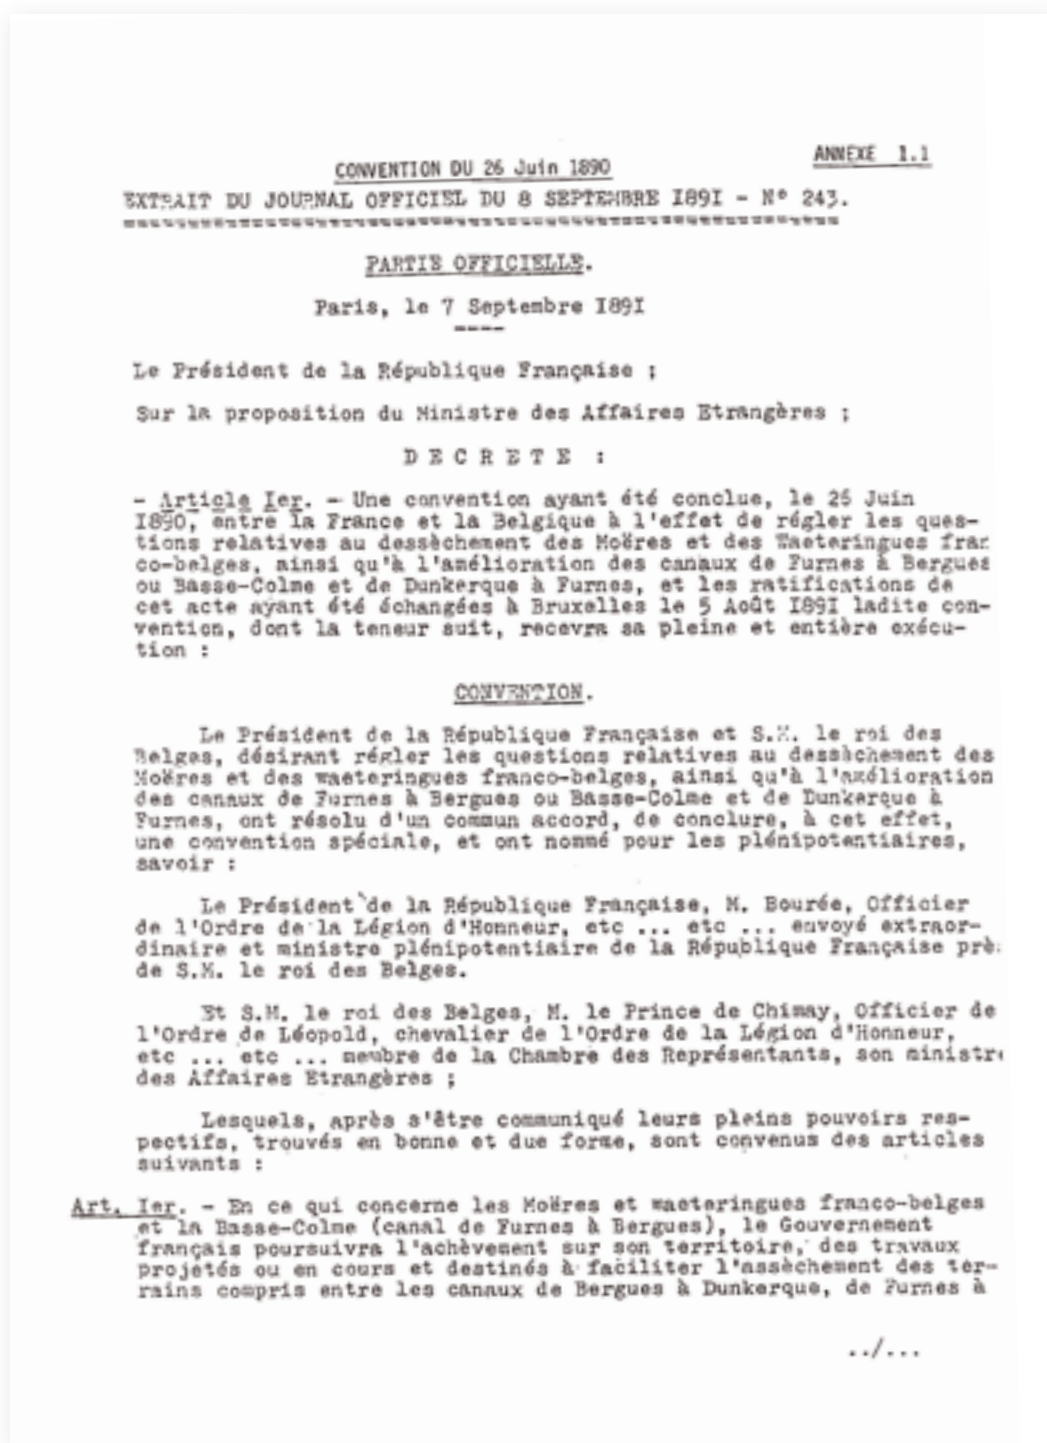 ANNEXE 1.1
CONVENTION DU 26 Juin 1890
EXTRAIT DU JOURNAL OFFICIEL DU 8 SEPTEMBRE I89I - N° 243.
PARTIE OFFICIELLE.
Paris, le 7 Septembre I89I
----
Le Président de la République Française ;
Sur la proposition du Ministre des Affaires Etrangères ;
D E C R E T E :
- Article Ier. - Une convention ayant été conclue, le 26 Juin
I890, entre la France et la Belgique à l'effet de régler les ques-
tions relatives au dessèchement des Moëres et des Waeteringues fran
co-belges, ainsi qu'à l'amélioration des canaux de Furnes à Bergues
ou Basse-Colme et de Dunkerque à Furnes, et les ratifications de
cet acte ayant été échangées à Bruxelles le 5 Août I89I ladite con-
vention, dont la teneur suit, recevra sa pleine et entière exécu-
tion :
CONVENTION.
Le Président de la République Française et S.M. le roi des
Belges, désirant régler les questions relatives au dessèchement des
Moëres et des waeteringues franco-belges, ainsi qu'à l'amélioration
des canaux de Furnes à Bergues ou Basse-Colme et de Dunkerque à
Furnes, ont résolu d'un commun accord, de conclure, à cet effet,
une convention spéciale, et ont nommé pour les plénipotentiaires,
savoir :
Le Président de la République Française, M. Bourée, Officier
de l'Ordre de la Légion d'Honneur, etc ... etc ... envoyé extraor-
dinaire et ministre plénipotentiaire de la République Française prè
de S.M. le roi des Belges.
Et S.M. le roi des Belges, M. le Prince de Chimay, Officier de
l'Ordre de Léopold, chevalier de l'Ordre de la Légion d'Honneur,
etc ... etc ... membre de la Chambre des Représentants, son ministre
des Affaires Etrangères ;
Lesquels, après s'être communiqué leurs pleins pouvoirs res-
pectifs, trouvés en bonne et due forme, sont convenus des articles
suivants :
Art. Ier. - En ce qui concerne les Moëres et waeteringues franco-belges
et la Basse-Colme (canal de Furnes à Bergues), le Gouvernement
français poursuivra l'achèvement sur son territoire, des travaux
projetés ou en cours et destinés à faciliter l'assèchement des ter-
rains compris entre les canaux de Bergues à Dunkerque, de Furnes à
../...